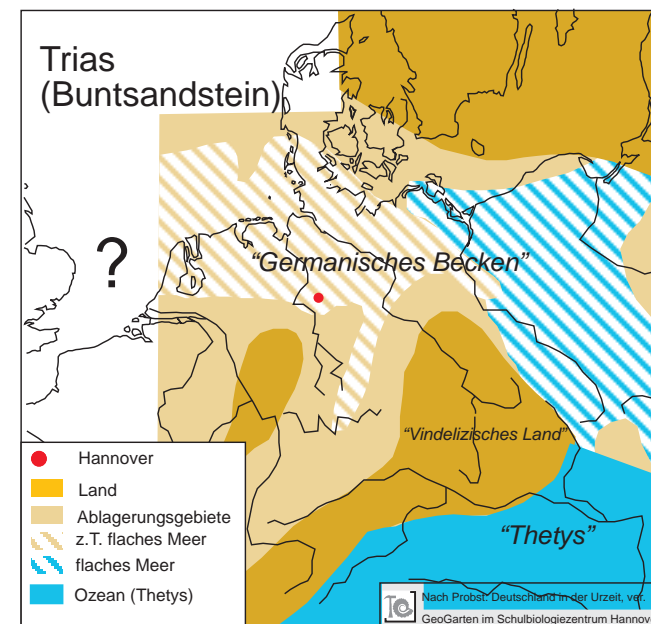 Trias
(Buntsandstein)
?
"Germanisches Becken"
"Vindelizisches Land"
"Thetys"
Hannover
Land
Ablagerungsgebiete
z.T. flaches Meer
flaches Meer
Ozean (Thetys)
Nach Probst: Deutschland in der Urzeit, ver.
GeoGarten im Schulbiologiezentrum Hannov